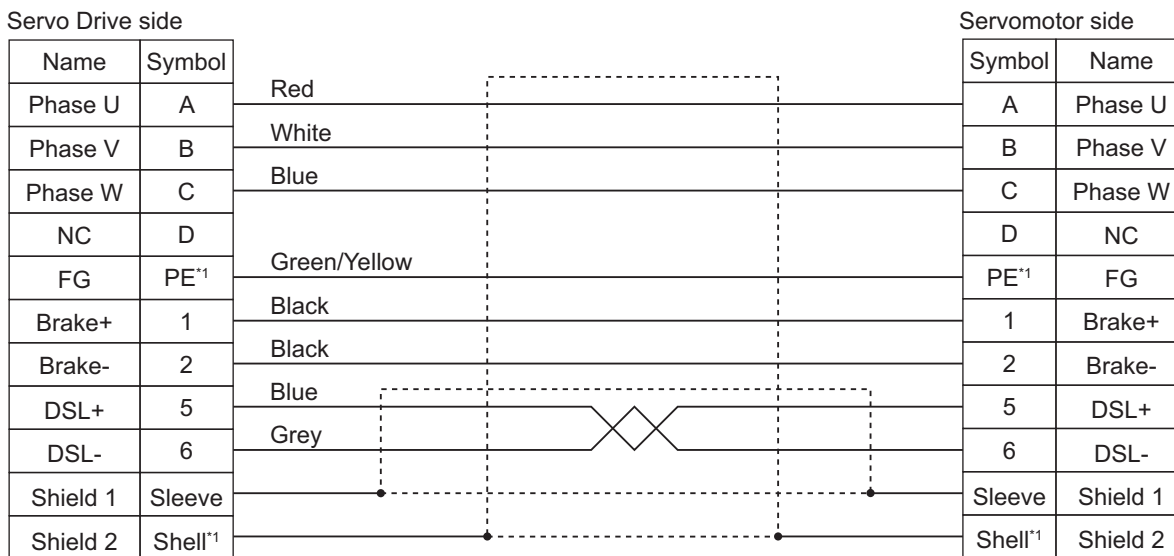 Servo Drive side Servomotor side
Name Symbol Symbol Name
Phase U A Red A Phase U
Phase V B White B Phase V
Phase W C Blue C Phase W
NC D D NC
FG PE*1 Green/Yellow PE*1 FG
Brake+ 1 Black 1 Brake+
Brake- 2 Black 2 Brake-
DSL+ 5 Blue 5 DSL+
DSL- 6 Grey 6 DSL-
Shield 1 Sleeve Sleeve Shield 1
Shield 2 Shell*1 Shell*1 Shield 2